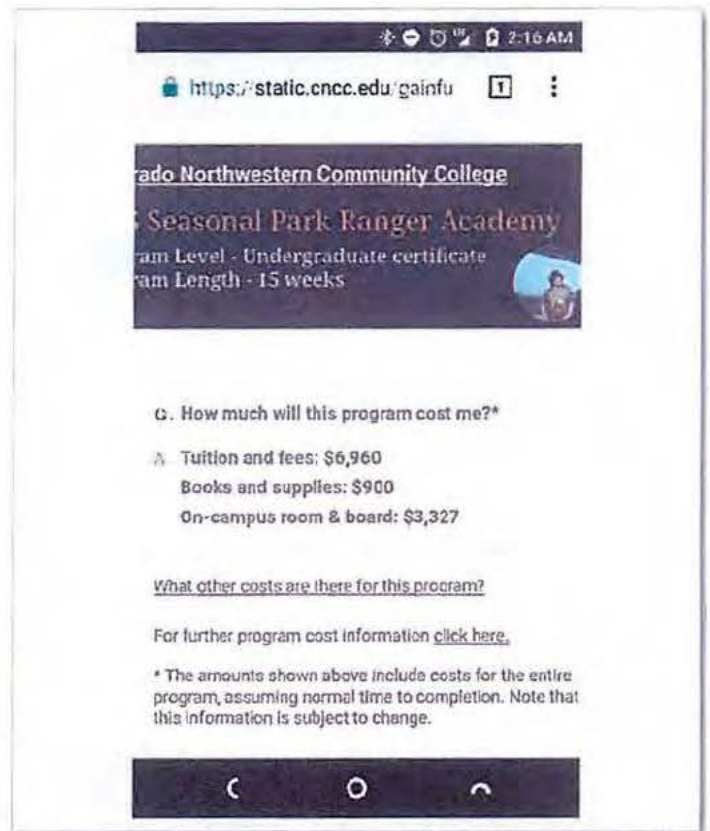 2:16 AM
https://static.cncc.edu/gainfu
1
rado Northwestern Community College
Seasonal Park Ranger Academy
ram Level - Undergraduate certificate
ram Length - 15 weeks
Q. How much will this program cost me?*
A. Tuition and fees: $6,960
Books and supplies: $900
On-campus room & board: $3,327
What other costs are there for this program?
For further program cost information click here.
* The amounts shown above include costs for the entire
program, assuming normal time to completion. Note that
this information is subject to change.